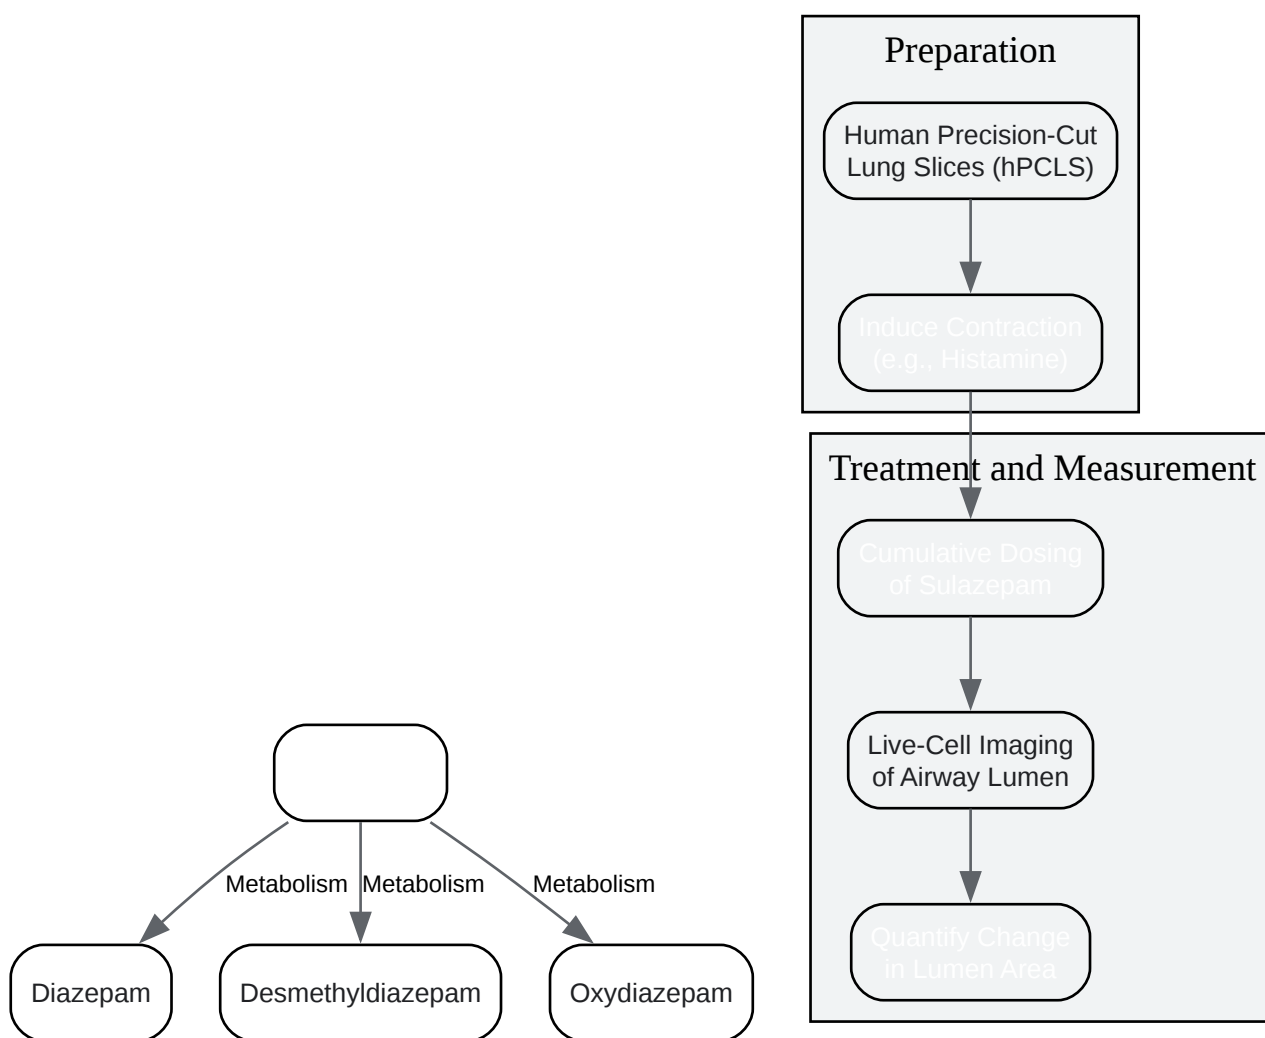 Preparation
Human Precision-Cut
Lung Slices (hPCLS)
Induce Contraction
(e.g., Histamine)
Treatment and Measurement
Cumulative Dosing
of Sulazepam
Live-Cell Imaging
of Airway Lumen
Quantify Change
in Lumen Area
Metabolism
Metabolism
Metabolism
Diazepam
Desmethyldiazepam
Oxydiazepam